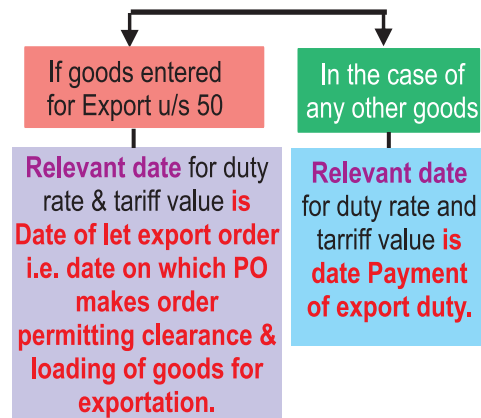 If goods entered
for Export u/s 50
In the case of
any other goods
Relevant date for duty
rate & tariff value is
Date of let export order
i.e. date on which PO
makes order
permitting clearance &
loading of goods for
exportation.
Relevant date
for duty rate and
tarriff value is
date Payment
of export duty.